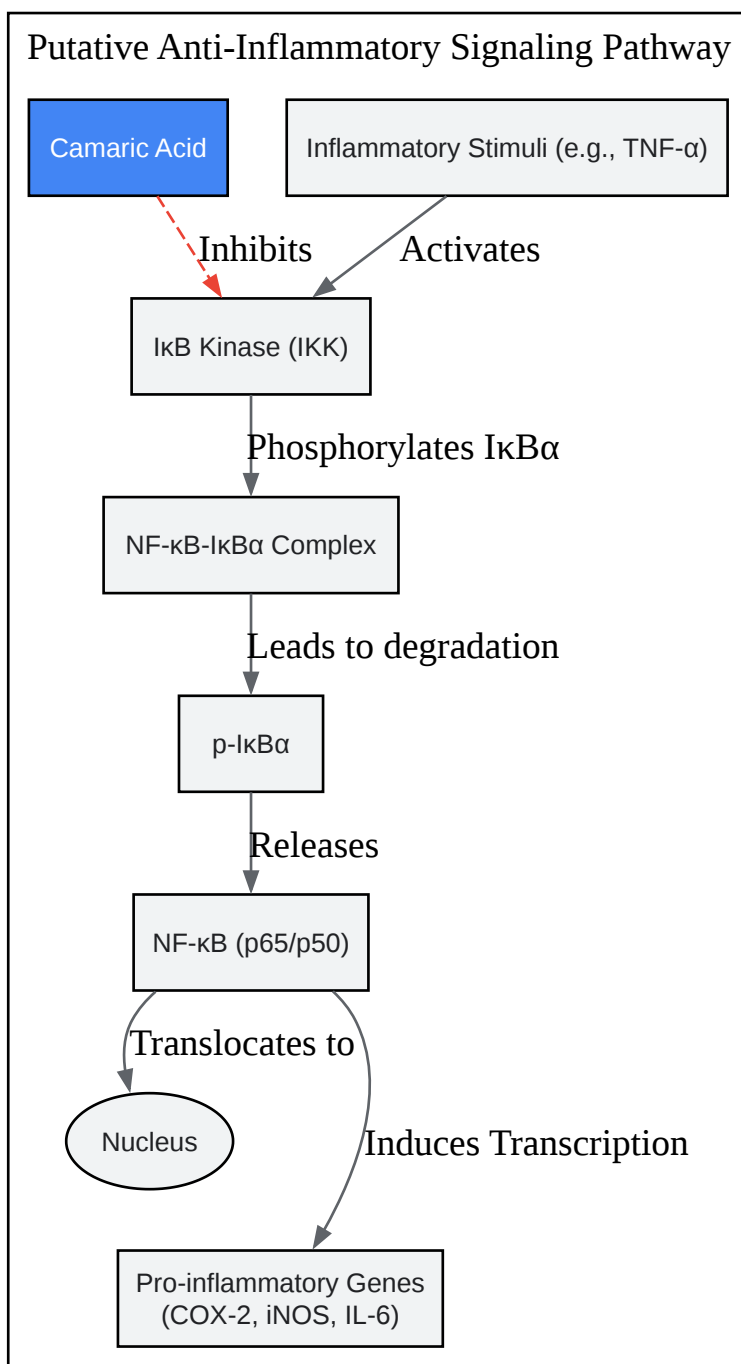 Putative Anti-Inflammatory Signaling Pathway
Camaric Acid
Inflammatory Stimuli (e.g., TNF-α)
Inhibits
Activates
IκB Kinase (IKK)
Phosphorylates IκBα
NF-κB-IκBα Complex
Leads to degradation
p-IκBα
Releases
NF-κB (p65/p50)
Translocates to
Nucleus
Induces Transcription
Pro-inflammatory Genes
(COX-2, iNOS, IL-6)